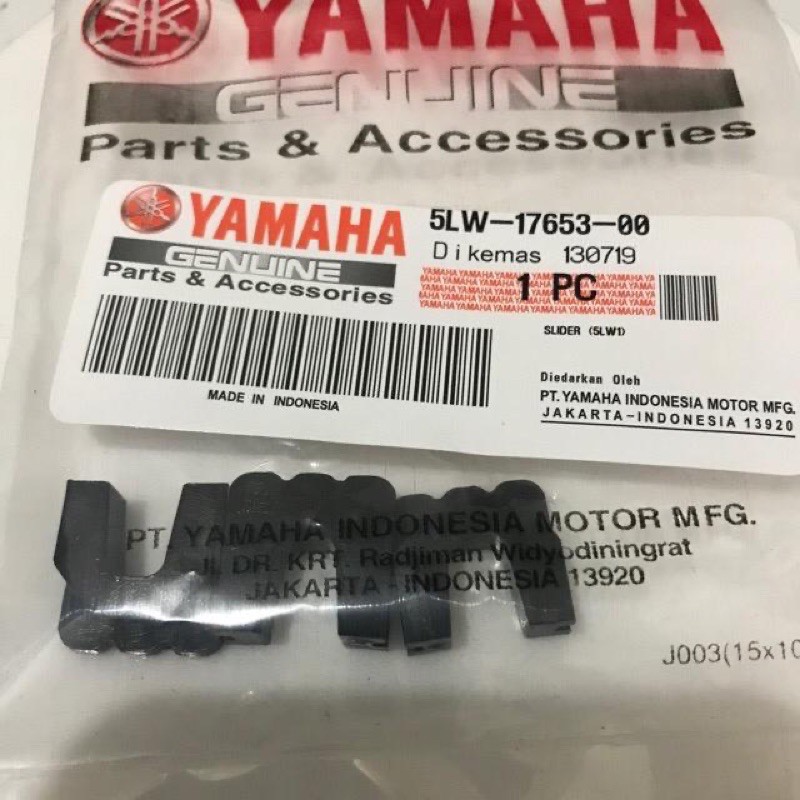 YAMAHA
GENUINE
Parts & Accessories
YAMAHA
GENUINE
Parts & Accessories
5LW-17653-00
Dikemas 130719
1 PC
SLIDER (5LW1)
MADE IN INDONESIA
Diedarkan Oleh
PT. YAMAHA INDONESIA MOTOR MFG.
JAKARTA-INDONESIA 13920
PT. YAMAHA INDONESIA MOTOR MFG.
JL. DR. KRT. Radjiman Widyodiningrat
JAKARTA - INDONESIA 13920
J003(15x10